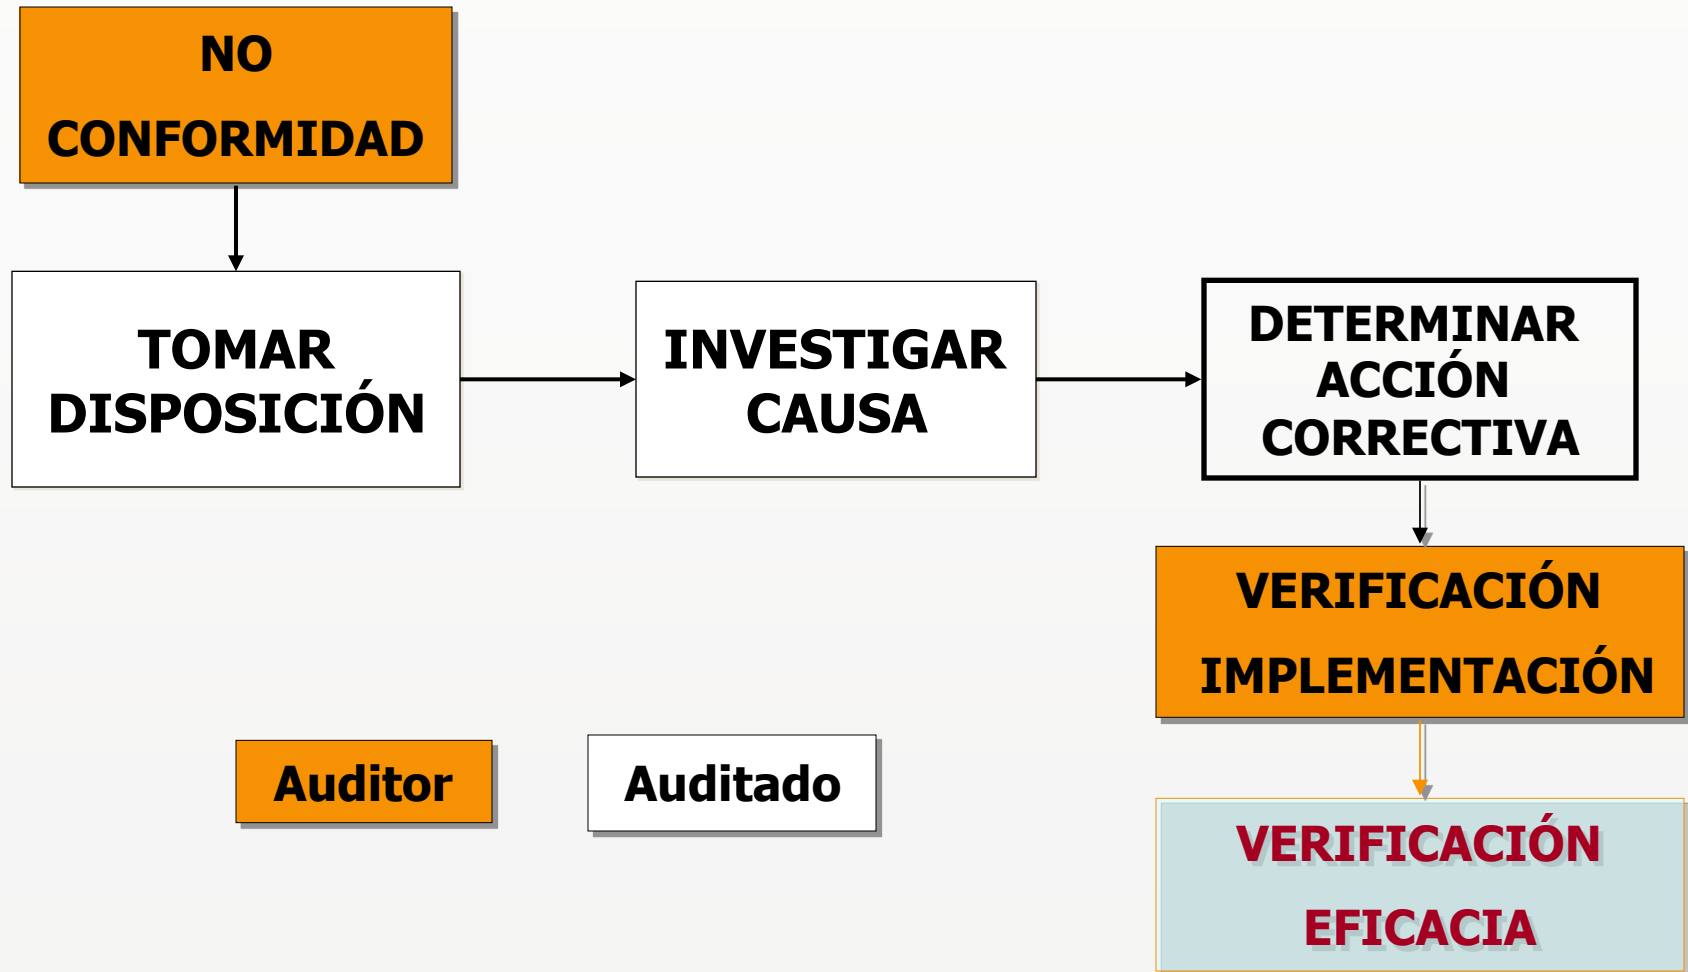 NO
CONFORMIDAD
TOMAR
DISPOSICIÓN
INVESTIGAR
CAUSA
DETERMINAR
ACCIÓN
CORRECTIVA
VERIFICACIÓN
IMPLEMENTACIÓN
Auditor
Auditado
VERIFICACIÓN
EFICACIA